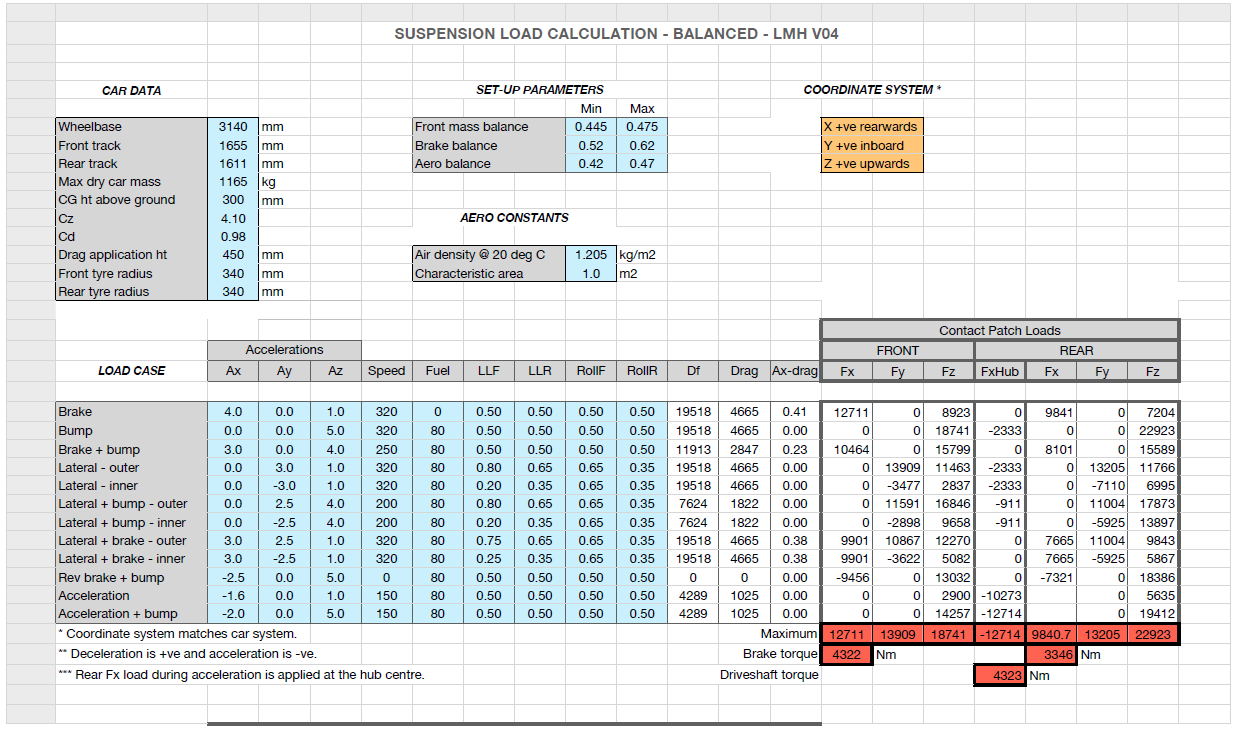 SUSPENSION LOAD CALCULATION - BALANCED - LMH V04
CAR DATA SET-UP PARAMETERS COORDINATE SYSTEM *
Min Max
Wheelbase 3140 mm Front mass balance 0.445 0.475 X +ve rearwards
Front track 1655 mm Brake balance 0.52 0.62 Y +ve inboard
Rear track 1611 mm Aero balance 0.42 0.47 Z +ve upwards
Max dry car mass 1165 kg
CG ht above ground 300 mm
Cz 4.10 AERO CONSTANTS
Cd 0.98
Drag application ht 450 mm Air density @ 20 deg C 1.205 kg/m2
Front tyre radius 340 mm Characteristic area 1.0 m2
Rear tyre radius 340 mm
Contact Patch Loads
Accelerations FRONT REAR
LOAD CASE Ax Ay Az Speed Fuel LLF LLR RollF RollR Df Drag Ax-drag Fx Fy Fz FxHub Fx Fy Fz
Brake 4.0 0.0 1.0 320 0 0.50 0.50 0.50 0.50 19518 4665 0.41 12711 0 8923 0 9841 0 7204
Bump 0.0 0.0 5.0 320 80 0.50 0.50 0.50 0.50 19518 4665 0.00 0 0 18741 -2333 0 0 22923
Brake + bump 3.0 0.0 4.0 250 80 0.50 0.50 0.50 0.50 11913 2847 0.23 10464 0 15799 0 8101 0 15589
Lateral - outer 0.0 3.0 1.0 320 80 0.80 0.65 0.65 0.35 19518 4665 0.00 0 13909 11463 -2333 0 13205 11766
Lateral - inner 0.0 -3.0 1.0 320 80 0.20 0.35 0.65 0.35 19518 4665 0.00 0 -3477 2837 -2333 0 -7110 6995
Lateral + bump - outer 0.0 2.5 4.0 200 80 0.80 0.65 0.65 0.35 7624 1822 0.00 0 11591 16846 -911 0 11004 17873
Lateral + bump - inner 0.0 -2.5 4.0 200 80 0.20 0.35 0.65 0.35 7624 1822 0.00 0 -2898 9658 -911 0 -5925 13897
Lateral + brake - outer 3.0 2.5 1.0 320 80 0.75 0.65 0.65 0.35 19518 4665 0.38 9901 10867 12270 0 7665 11004 9843
Lateral + brake - inner 3.0 -2.5 1.0 320 80 0.25 0.35 0.65 0.35 19518 4665 0.38 9901 -3622 5082 0 7665 -5925 5867
Rev brake + bump -2.5 0.0 5.0 0 80 0.50 0.50 0.50 0.50 0 0 0.00 -9456 0 13032 0 -7321 0 18386
Acceleration -1.6 0.0 1.0 150 80 0.50 0.50 0.50 0.50 4289 1025 0.00 0 0 2900 -10273 0 5635
Acceleration + bump -2.0 0.0 5.0 150 80 0.50 0.50 0.50 0.50 4289 1025 0.00 0 0 14257 -12714 0 19412
* Coordinate system matches car system. Maximum 12711 13909 18741 -12714 9840.7 13205 22923
** Deceleration is +ve and acceleration is -ve. Brake torque 4322 Nm 3346 Nm
*** Rear Fx load during acceleration is applied at the hub centre. Driveshaft torque 4323 Nm